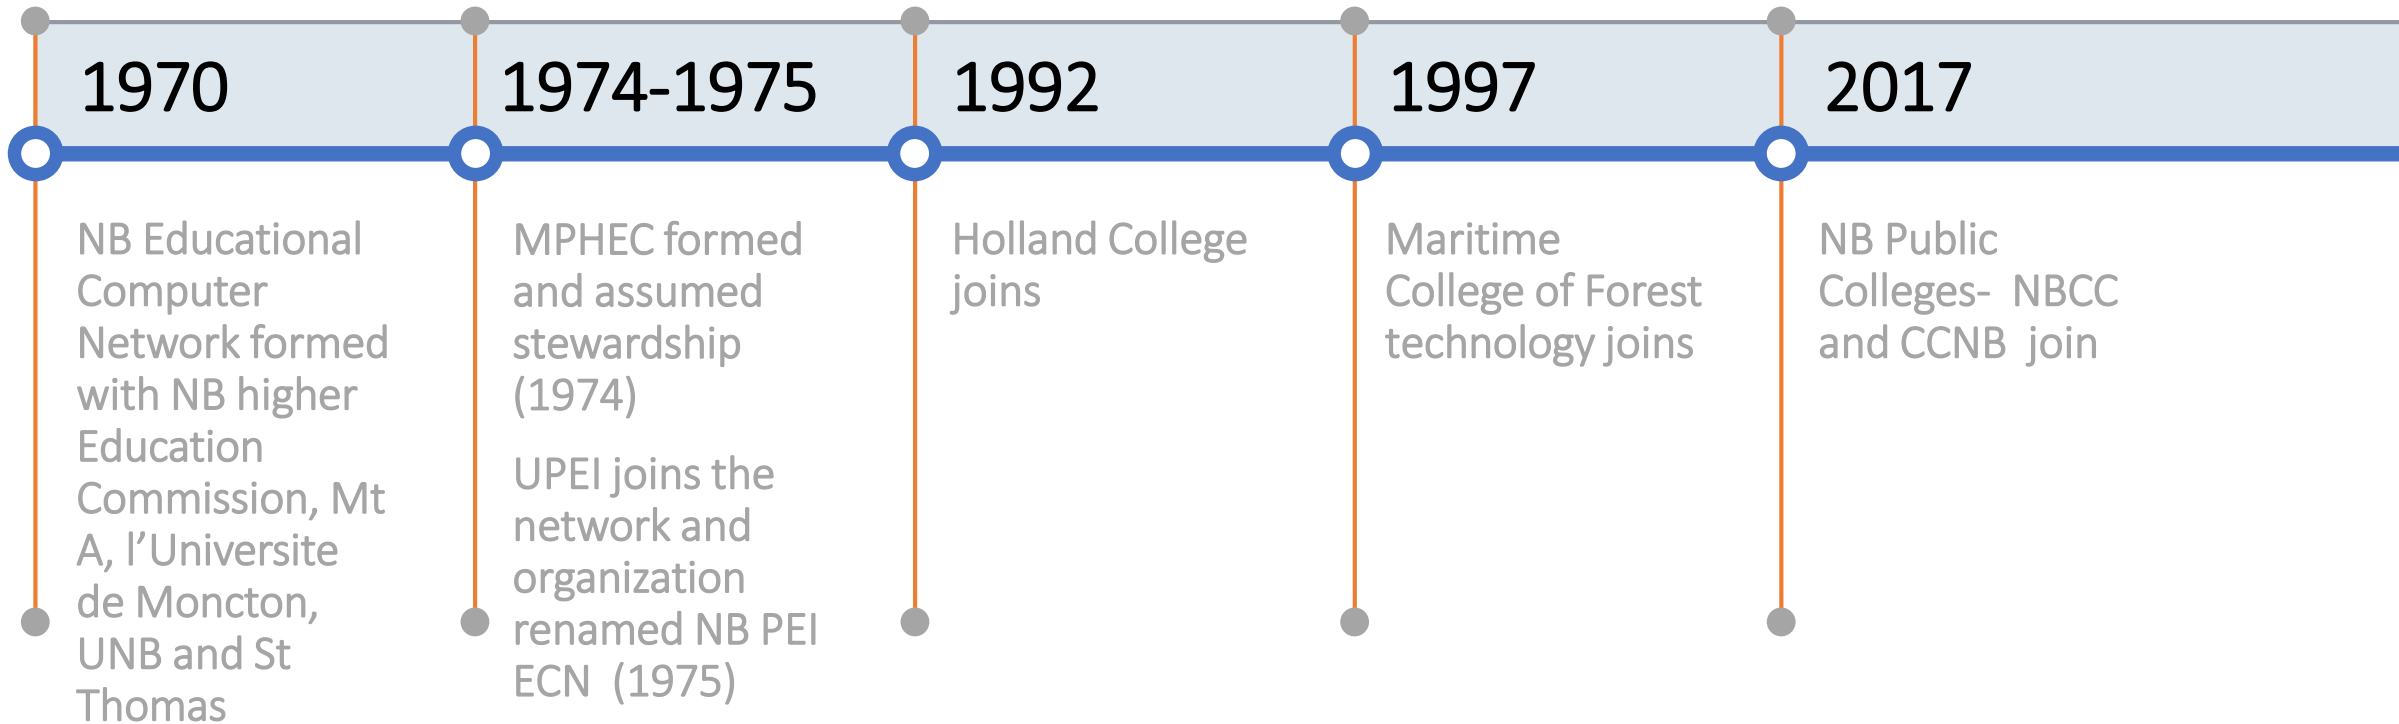 1970
NB Educational
Computer
Network formed
with NB higher
Education
Commission, Mt
A, l’Universite
de Moncton,
UNB and St
Thomas
1974-1975
MPHEC formed
and assumed
stewardship
(1974)
UPEI joins the
network and
organization
renamed NB PEI
ECN (1975)
1992
Holland College
joins
1997
Maritime
College of Forest
technology joins
2017
NB Public
Colleges- NBCC
and CCNB join